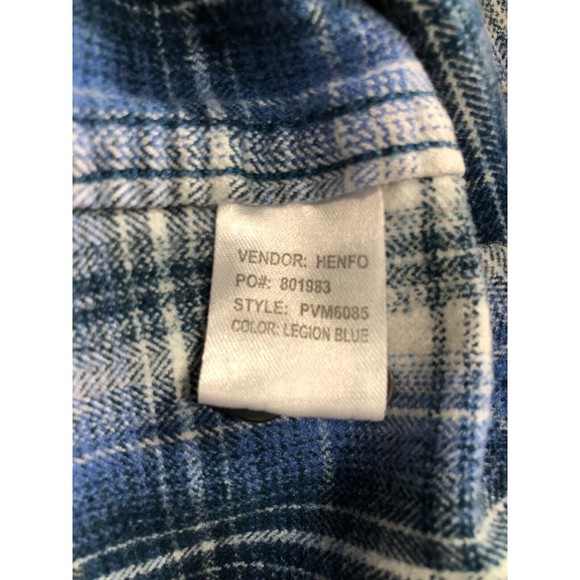 VENDOR: HENFO
PO#: 801983
STYLE: PVM6085
COLOR: LEGION BLUE